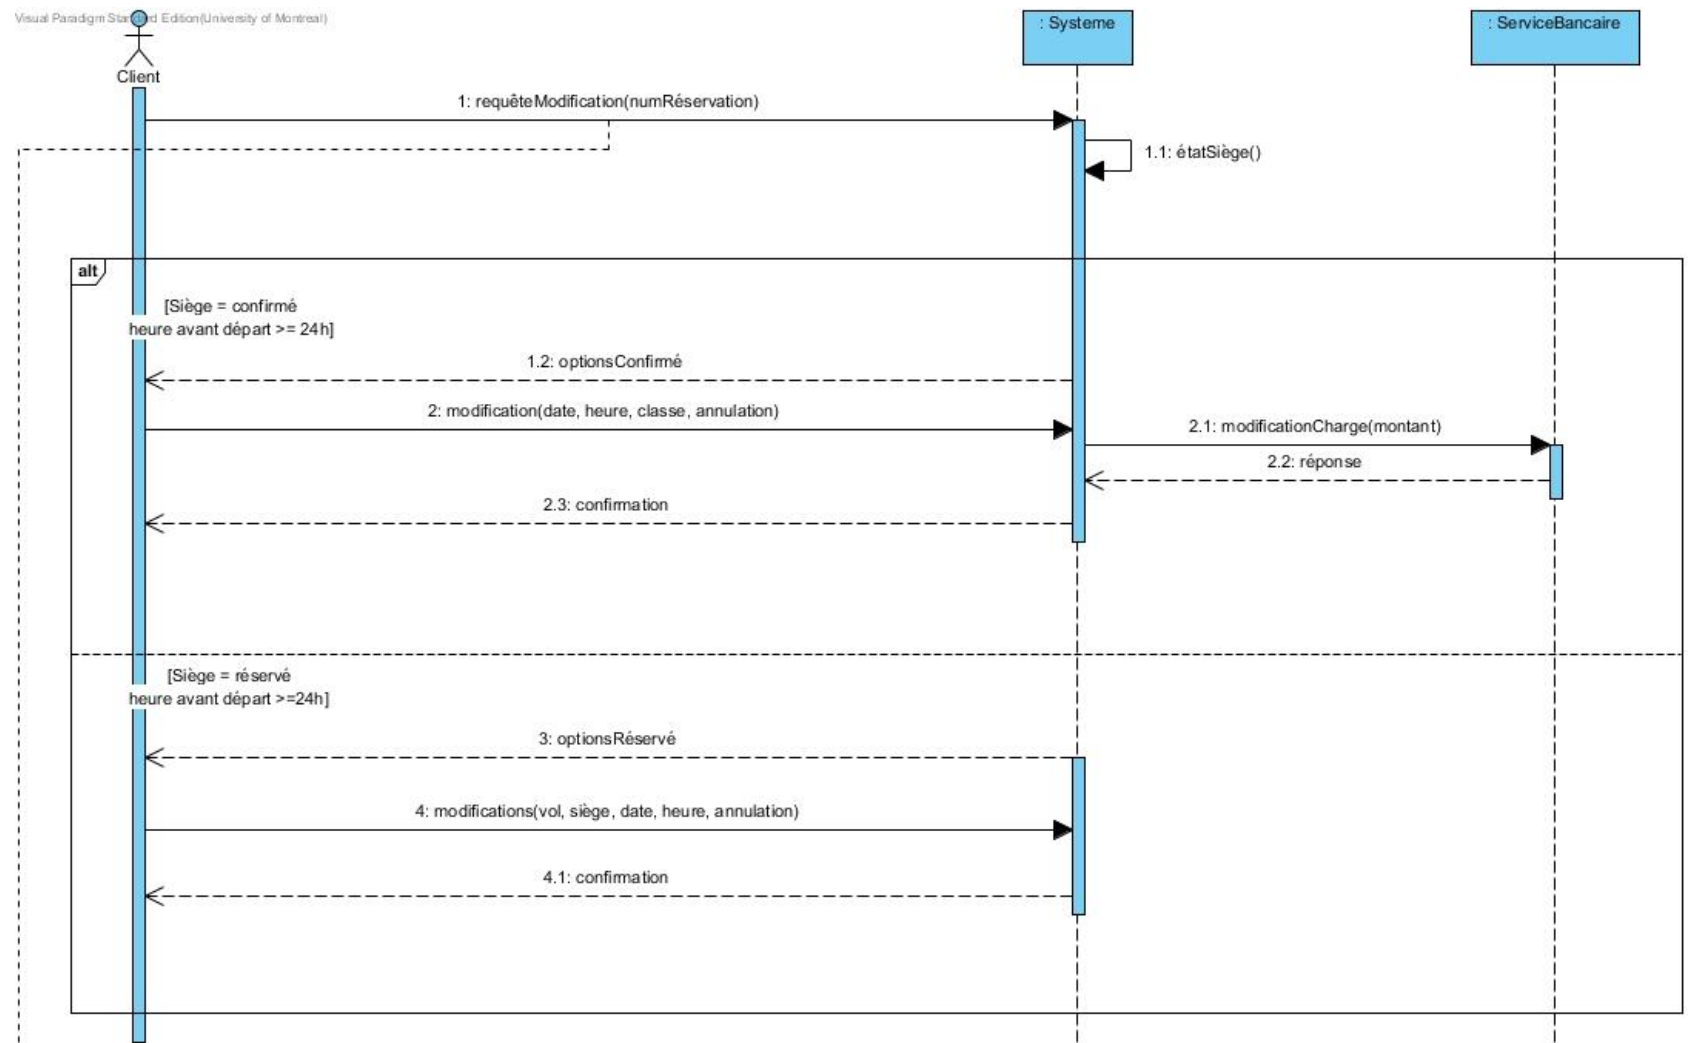 Visual Paradigm Standard Edition(University of Montreal)
Client
: Systeme
: ServiceBancaire
1: requêteModification(numRéservation)
1.1: étatSiège()
alt
[Siège = confirmé
heure avant départ >= 24h]
1.2: optionsConfirmé
2: modification(date, heure, classe, annulation)
2.1: modificationCharge(montant)
2.2: réponse
2.3: confirmation
[Siège = réservé
heure avant départ >=24h]
3: optionsRéservé
4: modifications(vol, siège, date, heure, annulation)
4.1: confirmation